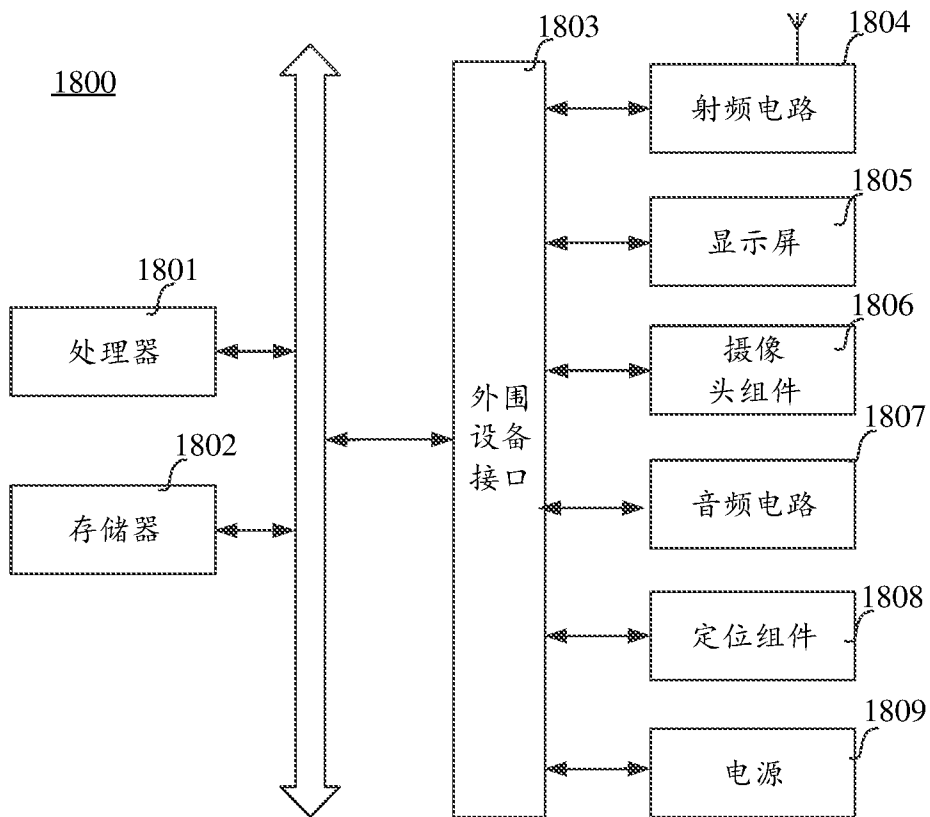 1800
1801
处理器
1802
存储器
1803
外围
设备
接口
1804
射频电路
1805
显示屏
1806
摄像
头组件
1807
音频电路
1808
定位组件
1809
电源